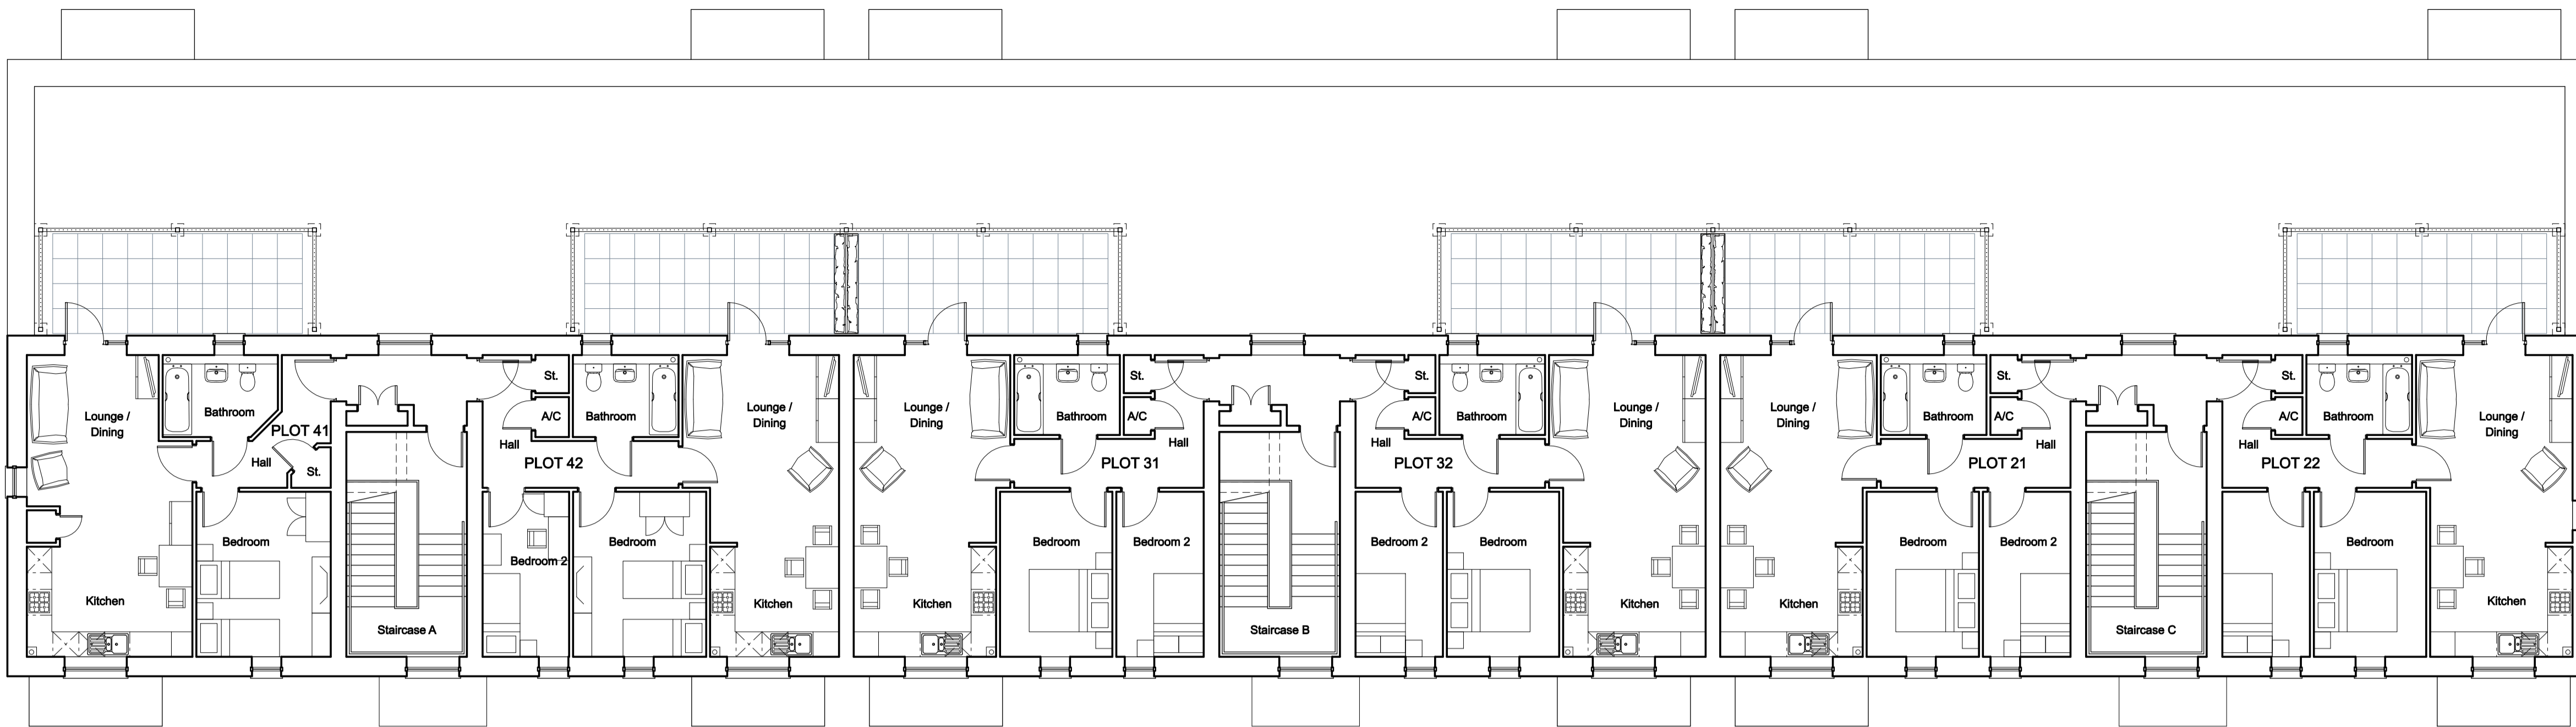 Lounge /
Dining
Bathroom
PLOT 41
Hall
St.
Kitchen
Bedroom
Staircase A
St.
A/C
Hall
PLOT 42
Bathroom
Bedroom 2
Bedroom
Lounge /
Dining
Kitchen
Lounge /
Dining
Kitchen
Bathroom
St.
A/C
Hall
PLOT 31
Bedroom
Bedroom 2
Staircase B
St.
A/C
Hall
PLOT 32
Bathroom
Bedroom 2
Bedroom
Lounge /
Dining
Kitchen
Lounge /
Dining
Kitchen
Bathroom
St.
A/C
Hall
PLOT 21
Bedroom
Bedroom 2
Staircase C
St.
A/C
Hall
PLOT 22
Bathroom
Bedroom
Lounge /
Dining
Kitchen